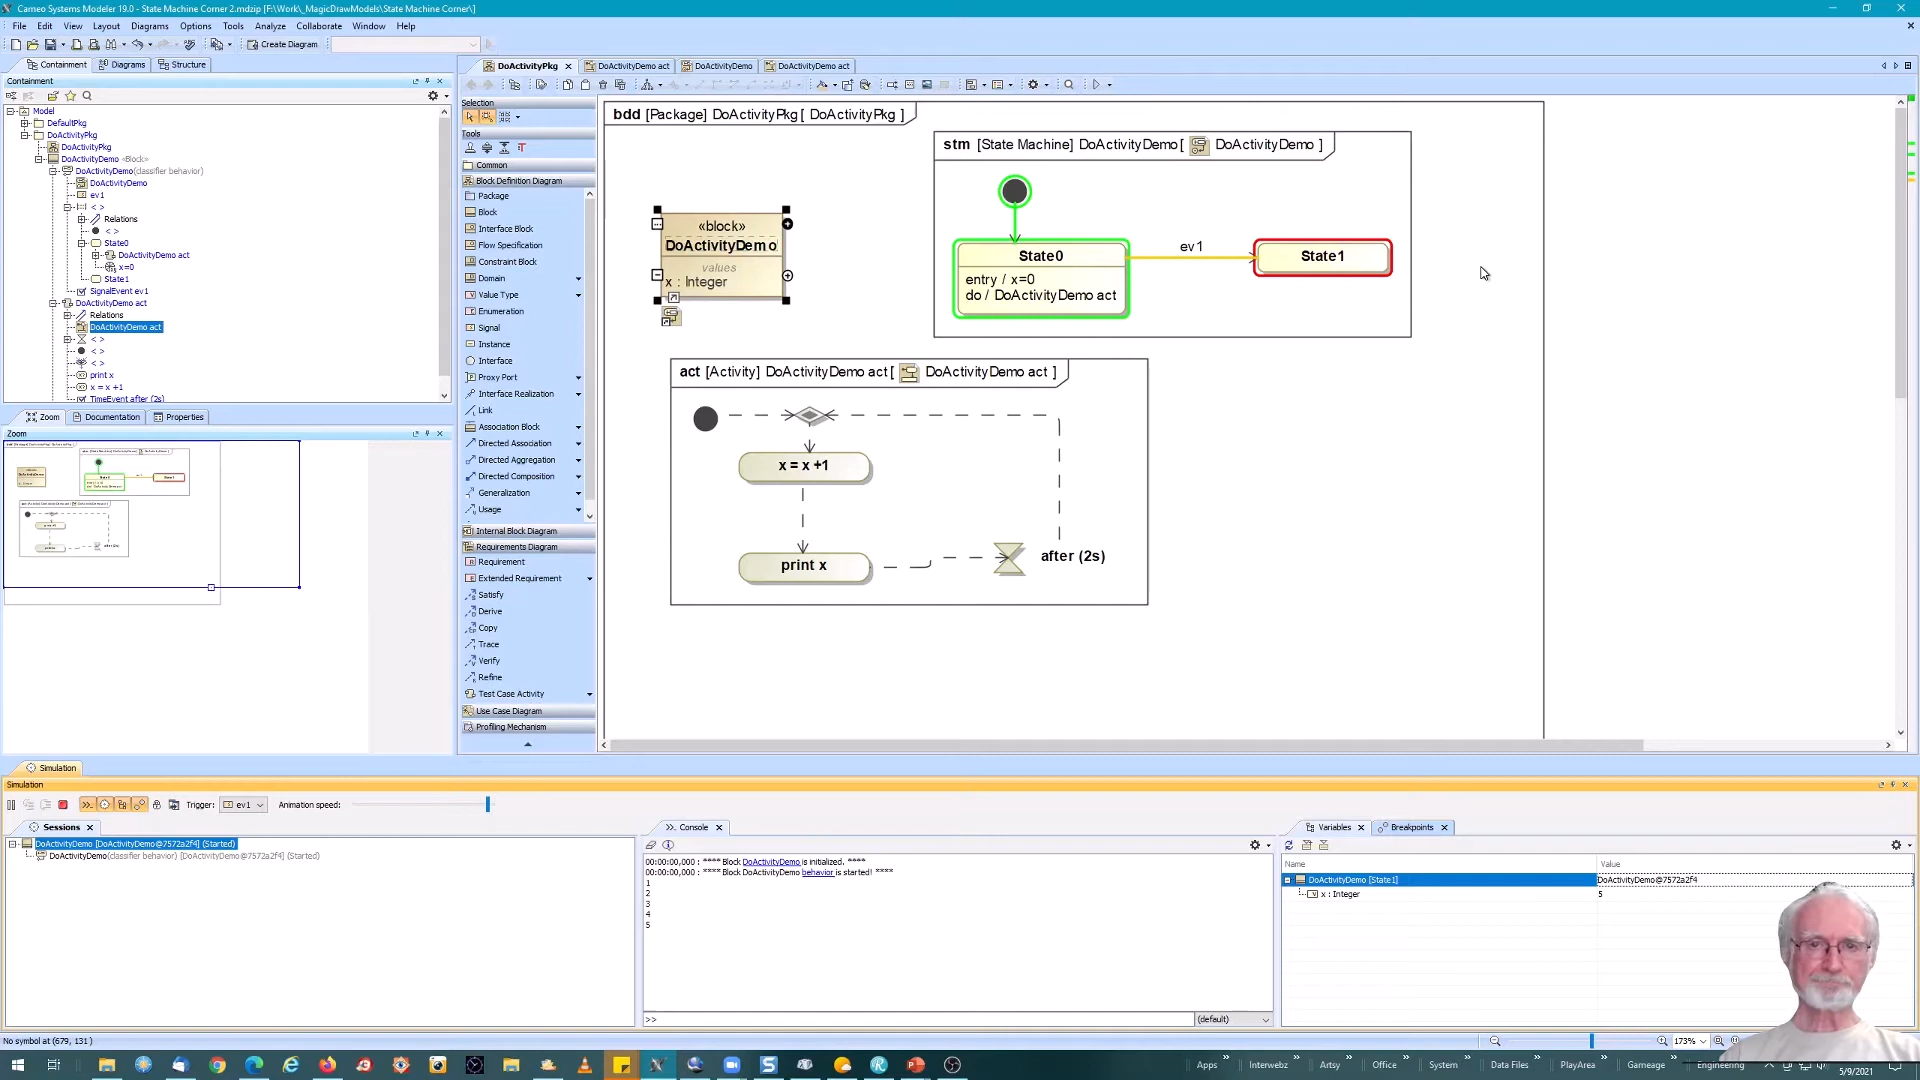 Cameo Systems Modeler 19.0 - State Machine Corner 2.mdzip [F:\Work\_MagicDrawModels\State Machine Corner\]
File Edit View Layout Diagrams Options Tools Analyze Collaborate Window Help
Create Diagram
Containment Diagrams Structure
Containment
Model
DefaultPkg
DoActivityPkg
DoActivityPkg
DoActivityDemo «Block»
DoActivityDemo(classifier behavior)
DoActivityDemo
ev1
< >
Relations
< >
State0
DoActivityDemo act
x=0
State1
SignalEvent ev1
DoActivityDemo act
Relations
DoActivityDemo act
< >
< >
< >
print x
x = x +1
TimeEvent after (2s)
Zoom Documentation Properties
Zoom
DoActivityPkg DoActivityDemo act DoActivityDemo DoActivityDemo act
Selection
Tools
Common
Block Definition Diagram
Package
Block
Interface Block
Flow Specification
Constraint Block
Domain
Value Type
Enumeration
Signal
Instance
Interface
Proxy Port
Interface Realization
Link
Association Block
Directed Association
Directed Aggregation
Directed Composition
Generalization
Usage
Internal Block Diagram
Requirements Diagram
Requirement
Extended Requirement
Satisfy
Derive
Copy
Trace
Verify
Refine
Test Case Activity
Use Case Diagram
Profiling Mechanism
bdd [Package] DoActivityPkg [ DoActivityPkg ]
«block»
DoActivityDemo
values
x : Integer
stm [State Machine] DoActivityDemo [ DoActivityDemo ]
State0
entry / x=0
do / DoActivityDemo act
ev1
State1
act [Activity] DoActivityDemo act [ DoActivityDemo act ]
x = x +1
print x
after (2s)
Simulation
Simulation
Trigger: ev1 Animation speed:
Sessions
DoActivityDemo [DoActivityDemo@7572a2f4] (Started)
DoActivityDemo(classifier behavior) [DoActivityDemo@7572a2f4] (Started)
Console
00:00:00,000 : **** Block DoActivityDemo is initialized. ****
00:00:00,000 : **** Block DoActivityDemo behavior is started! ****
1
2
3
4
5
>>
(default)
Variables Breakpoints
Name Value
DoActivityDemo [State1] DoActivityDemo@7572a2f4
x : Integer 5
No symbol at (679, 131 )
173%
Apps Interwebz Artsy Office System Data Files PlayArea Gameage Engineering
5/9/2021